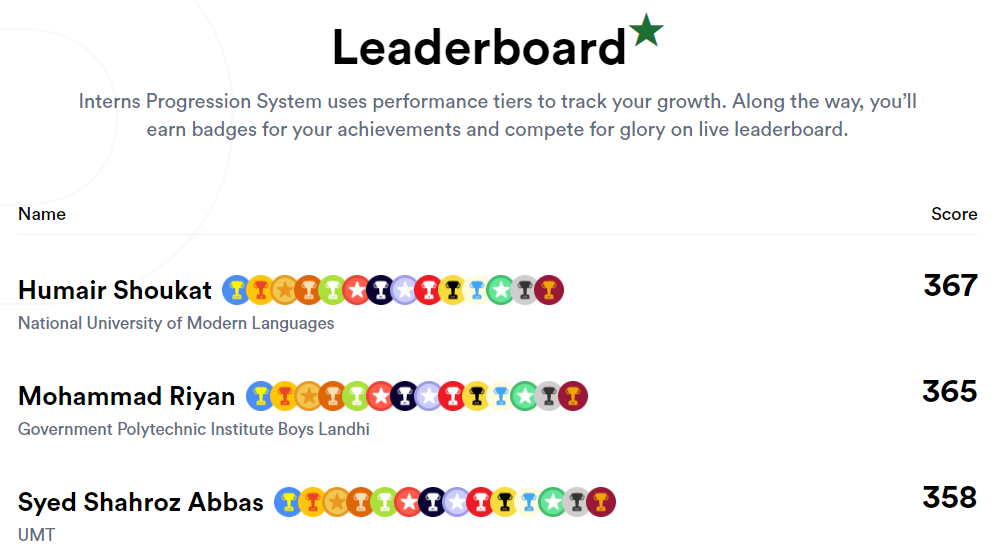 Leaderboard
Interns Progression System uses performance tiers to track your growth. Along the way, you’ll
earn badges for your achievements and compete for glory on live leaderboard.
Name Score
Humair Shoukat 367
National University of Modern Languages
Mohammad Riyan 365
Government Polytechnic Institute Boys Landhi
Syed Shahroz Abbas 358
UMT